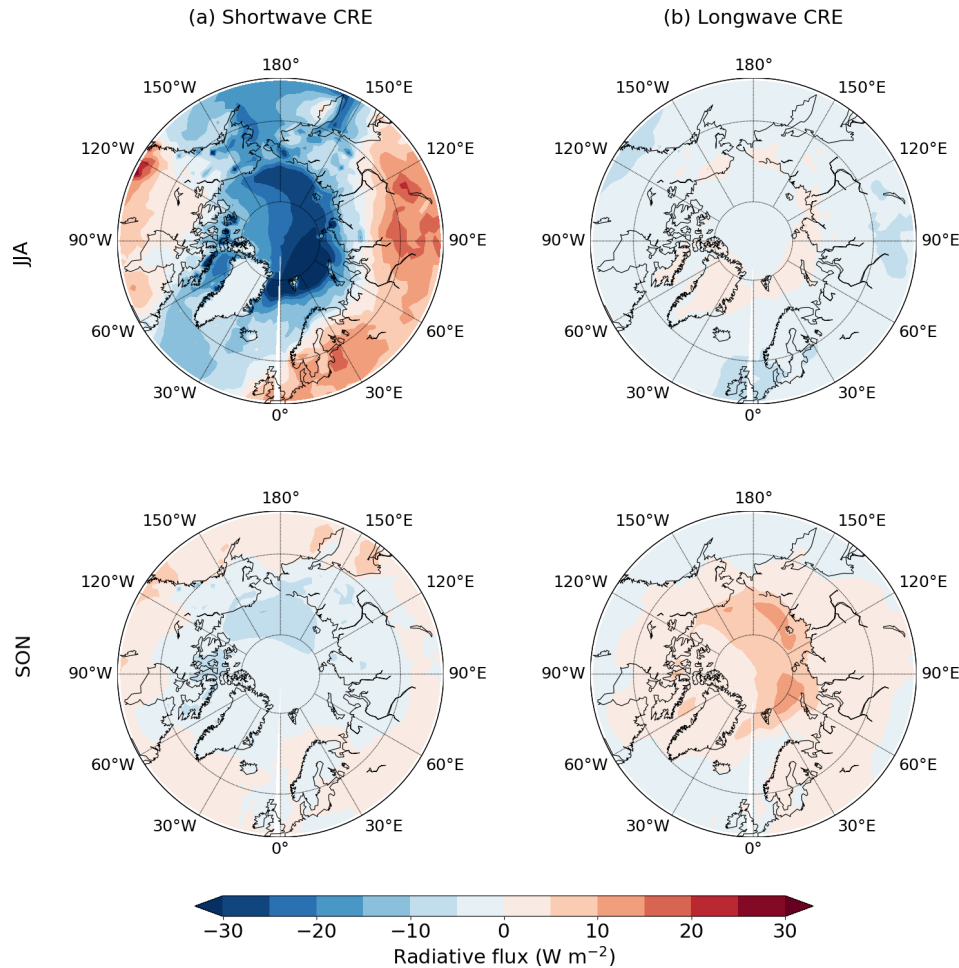 (a) Shortwave CRE
(b) Longwave CRE
JJA
180°
150°W
150°E
120°W
120°E
90°W
90°E
60°W
60°E
30°W
30°E
0°
180°
150°W
150°E
120°W
120°E
90°W
90°E
60°W
60°E
30°W
30°E
0°
SON
180°
150°W
150°E
120°W
120°E
90°W
90°E
60°W
60°E
30°W
30°E
0°
180°
150°W
150°E
120°W
120°E
90°W
90°E
60°W
60°E
30°W
30°E
0°
−30 −20 −10 0 10 20 30
Radiative flux (W m⁻²)